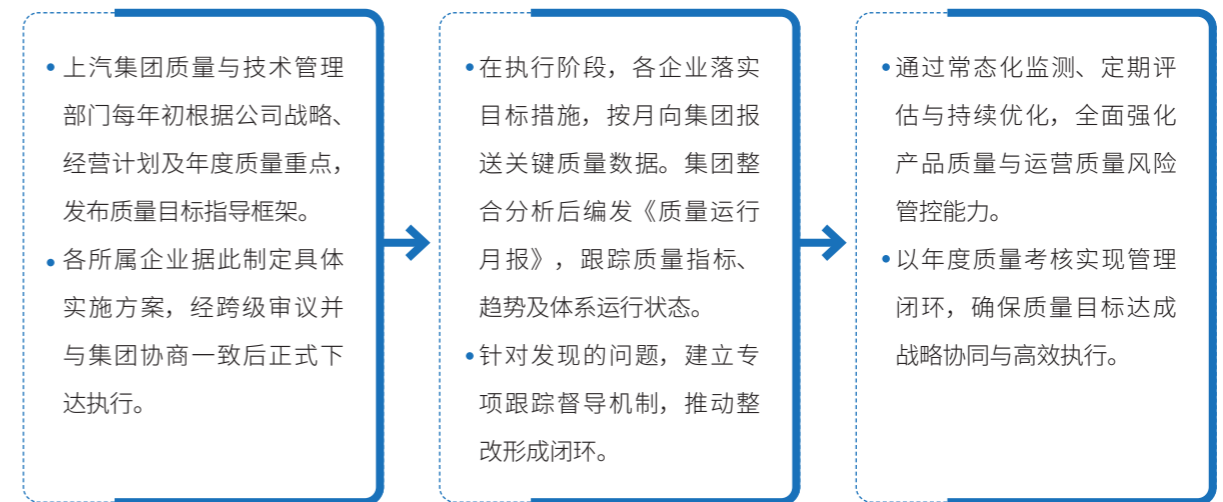 • 上汽集团质量与技术管理
部门每年初根据公司战略、
经营计划及年度质量重点，
发布质量目标指导框架。
• 各所属企业据此制定具体
实施方案，经跨级审议并
与集团协商一致后正式下
达执行。
• 在执行阶段，各企业落实
目标措施，按月向集团报
送关键质量数据。集团整
合分析后编发《质量运行
月报》，跟踪质量指标、
趋势及体系运行状态。
• 针对发现的问题，建立专
项跟踪督导机制，推动整
改形成闭环。
• 通过常态化监测、定期评
估与持续优化，全面强化
产品质量与运营质量风险
管控能力。
• 以年度质量考核实现管理
闭环，确保质量目标达成
战略协同与高效执行。